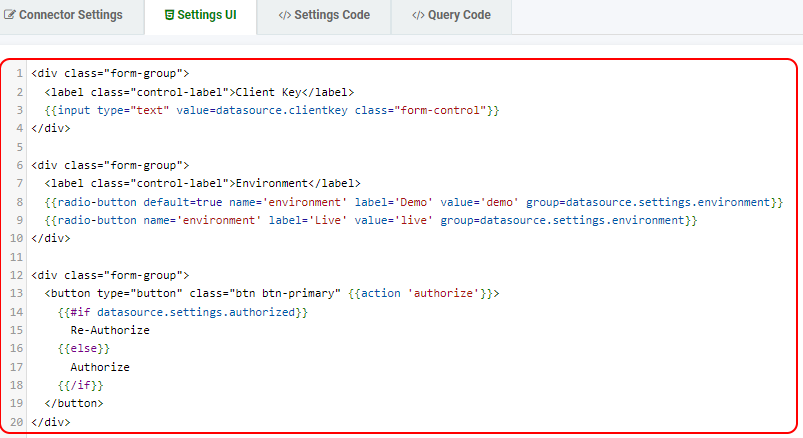 Connector Settings
Settings UI
</> Settings Code
</> Query Code
1 <div class="form-group">
2   <label class="control-label">Client Key</label>
3   {{input type="text" value=datasource.clientkey class="form-control"}}
4 </div>
5
6 <div class="form-group">
7   <label class="control-label">Environment</label>
8   {{radio-button default=true name='environment' label='Demo' value='demo' group=datasource.settings.environment}}
9   {{radio-button name='environment' label='Live' value='live' group=datasource.settings.environment}}
10 </div>
11
12 <div class="form-group">
13   <button type="button" class="btn btn-primary" {{action 'authorize'}}>
14     {{#if datasource.settings.authorized}}
15       Re-Authorize
16     {{else}}
17       Authorize
18     {{/if}}
19   </button>
20 </div>